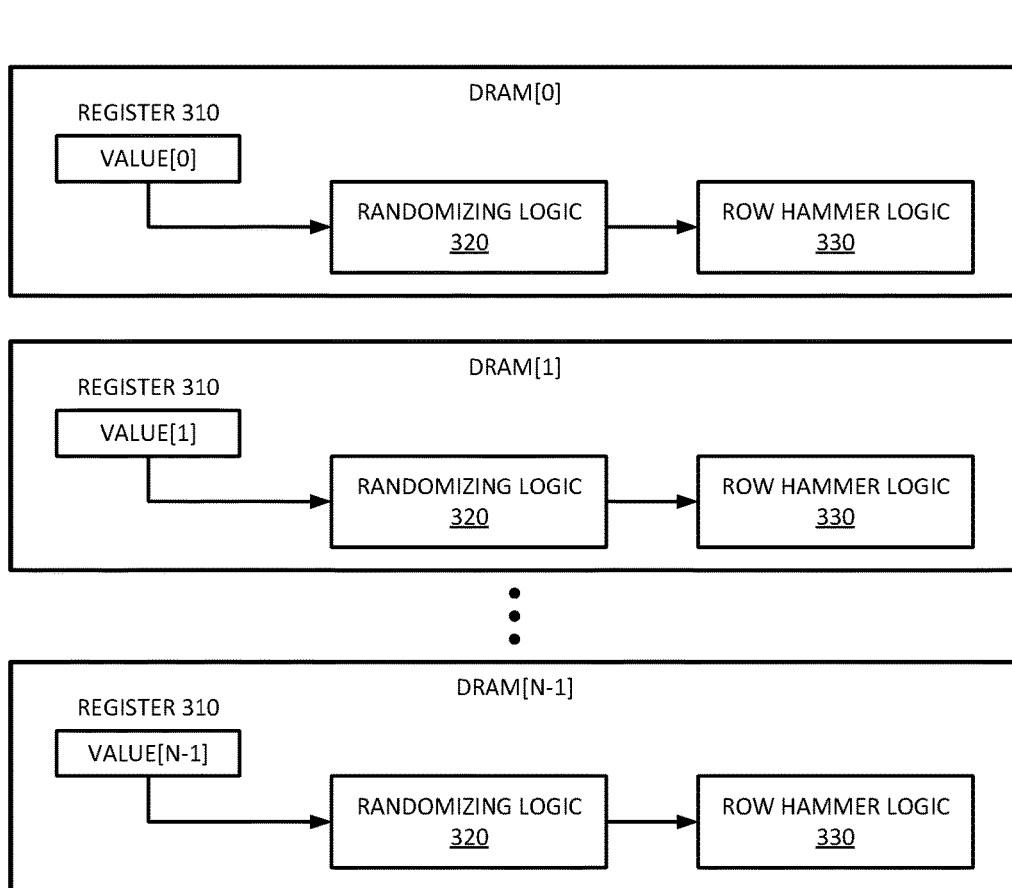 DRAM[0]
REGISTER 310
VALUE[0]
RANDOMIZING LOGIC
320
ROW HAMMER LOGIC
330
DRAM[1]
REGISTER 310
VALUE[1]
RANDOMIZING LOGIC
320
ROW HAMMER LOGIC
330
DRAM[N-1]
REGISTER 310
VALUE[N-1]
RANDOMIZING LOGIC
320
ROW HAMMER LOGIC
330